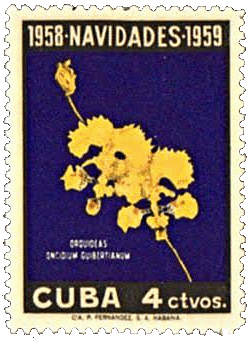 1958·NAVIDADES·1959
ORQUIDEAS
ONCIDIUM GUIBERTIANUM
CUBA 4 ctvos.
CIA. P. FERNANDEZ, S. A. HABANA